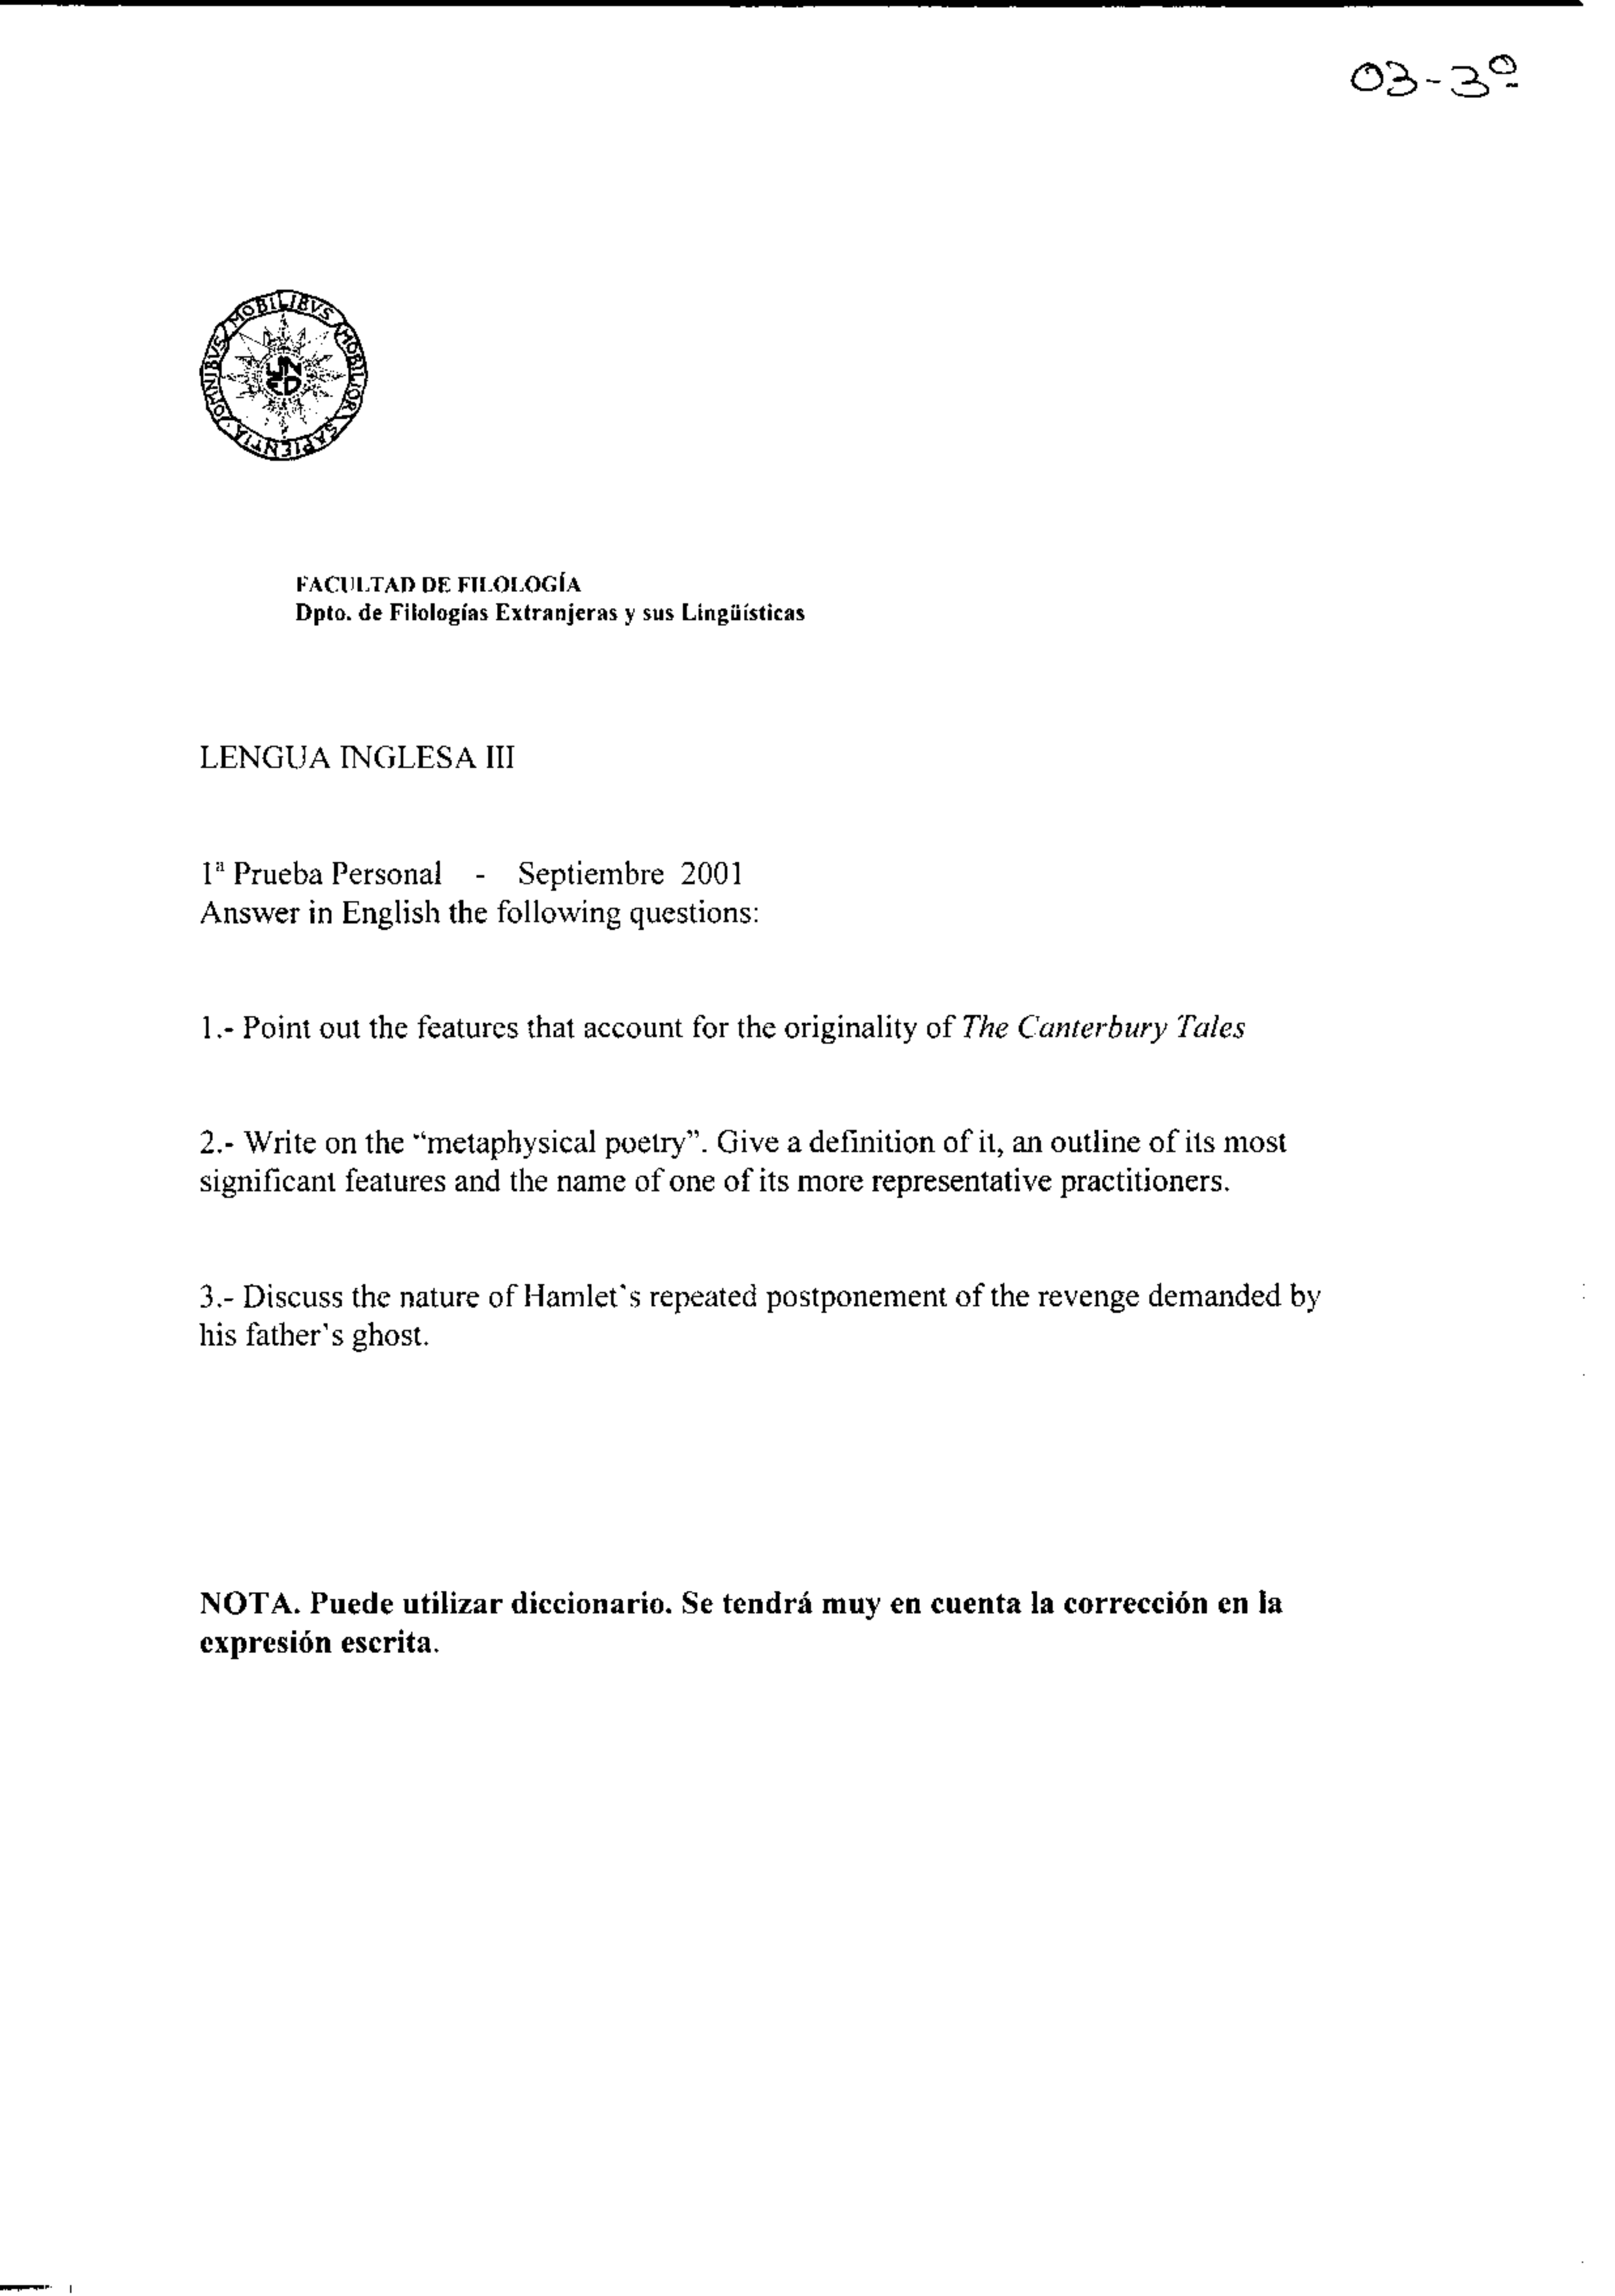 03-3º
OMNIBVS MOBILIBVS MOBILIOR SAPIENTIA
UNED
FACULTAD DE FILOLOGÍA
Dpto. de Filologías Extranjeras y sus Lingüísticas
LENGUA INGLESA III
1ª Prueba Personal - Septiembre 2001
Answer in English the following questions:
1.- Point out the features that account for the originality of The Canterbury Tales
2.- Write on the “metaphysical poetry”. Give a definition of it, an outline of its most
significant features and the name of one of its more representative practitioners.
3.- Discuss the nature of Hamlet`s repeated postponement of the revenge demanded by
his father's ghost.
NOTA. Puede utilizar diccionario. Se tendrá muy en cuenta la corrección en la
expresión escrita.